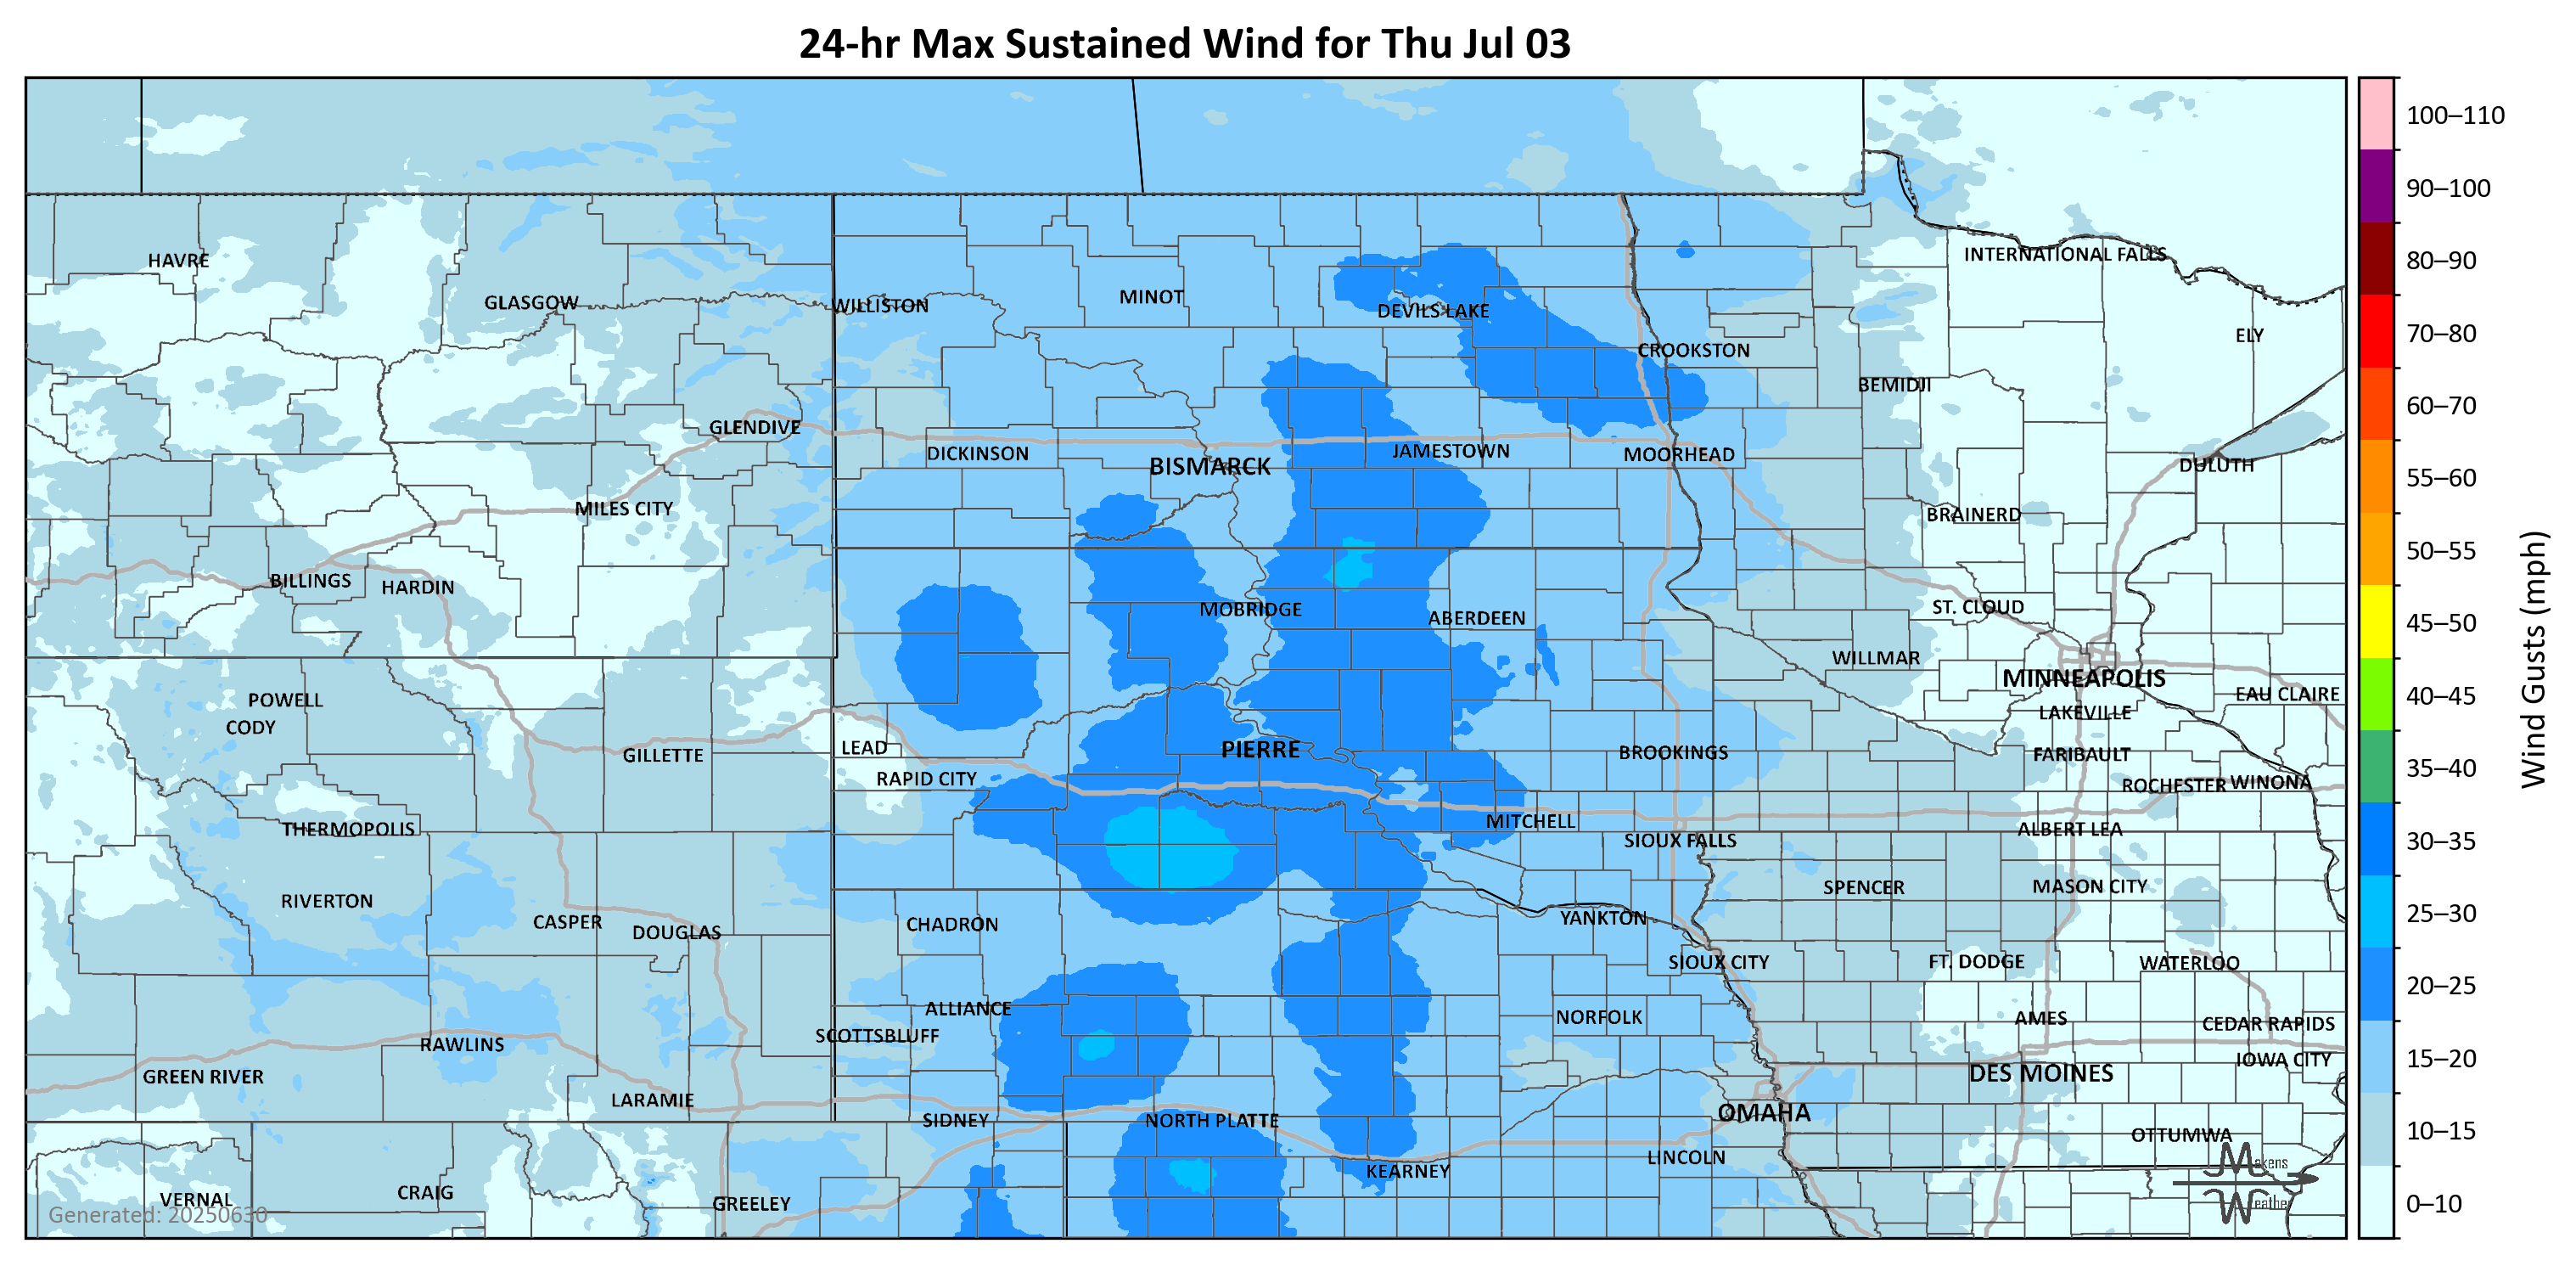 24-hr Max Sustained Wind for Thu Jul 03
100–110
90–100
80–90
70–80
60–70
55–60
50–55
45–50
40–45
35–40
30–35
25–30
20–25
15–20
10–15
0–10
Wind Gusts (mph)
HAVRE
INTERNATIONAL FALLS
GLASGOW
WILLISTON
MINOT
DEVILS LAKE
ELY
CROOKSTON
BEMIDJI
GLENDIVE
DICKINSON
BISMARCK
JAMESTOWN
MOORHEAD
DULUTH
MILES CITY
BRAINERD
BILLINGS
HARDIN
MOBRIDGE
ABERDEEN
ST. CLOUD
WILLMAR
MINNEAPOLIS
EAU CLAIRE
POWELL
CODY
LAKEVILLE
GILLETTE
LEAD
PIERRE
BROOKINGS
FARIBAULT
RAPID CITY
ROCHESTER
WINONA
THERMOPOLIS
MITCHELL
ALBERT LEA
SIOUX FALLS
SPENCER
MASON CITY
RIVERTON
CASPER
DOUGLAS
CHADRON
YANKTON
SIOUX CITY
FT. DODGE
WATERLOO
ALLIANCE
NORFOLK
AMES
CEDAR RAPIDS
SCOTTSBLUFF
RAWLINS
IOWA CITY
GREEN RIVER
DES MOINES
LARAMIE
SIDNEY
NORTH PLATTE
OMAHA
OTTUMWA
KEARNEY
LINCOLN
VERNAL
CRAIG
GREELEY
Generated: 20250630
Makens
Weather